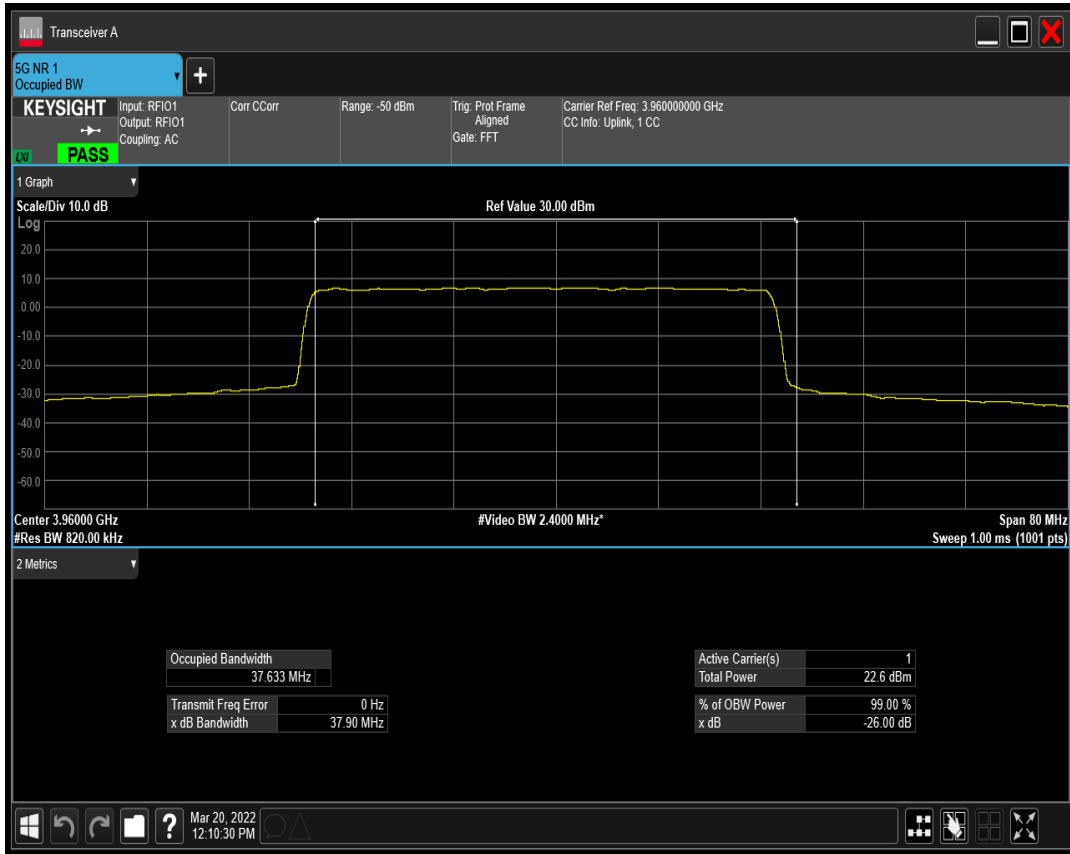 Transceiver A
5G NR 1
Occupied BW
+
KEYSIGHT
LXI
PASS
Input: RFIO1
Output: RFIO1
Coupling: AC
Corr CCorr
Range: -50 dBm
Trig: Prot Frame
Aligned
Gate: FFT
Carrier Ref Freq: 3.960000000 GHz
CC Info: Uplink, 1 CC
1 Graph
Scale/Div 10.0 dB
Ref Value 30.00 dBm
Log
20.0
10.0
0.00
-10.0
-20.0
-30.0
-40.0
-50.0
-60.0
Center 3.96000 GHz
#Video BW 2.4000 MHz*
Span 80 MHz
#Res BW 820.00 kHz
Sweep 1.00 ms (1001 pts)
2 Metrics
Occupied Bandwidth
37.633 MHz
Transmit Freq Error 0 Hz
x dB Bandwidth 37.90 MHz
Active Carrier(s) 1
Total Power 22.6 dBm
% of OBW Power 99.00 %
x dB -26.00 dB
?
Mar 20, 2022
12:10:30 PM